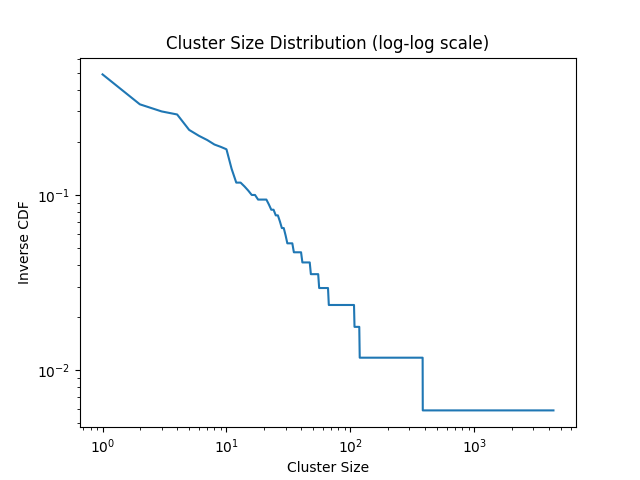 Cluster Size Distribution (log-log scale)
Inverse CDF
10⁻¹
10⁻²
10⁰ 10¹ 10² 10³
Cluster Size